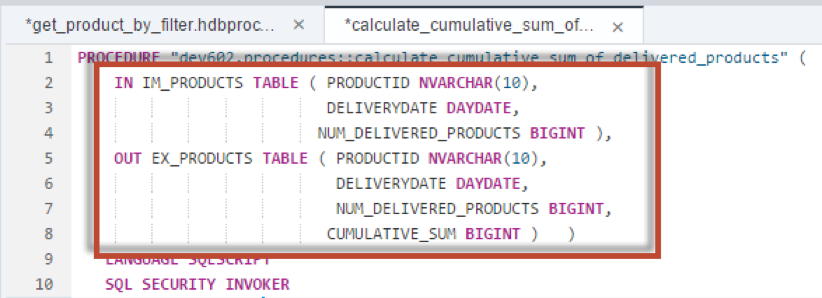 *get_product_by_filter.hdbproc... ×
*calculate_cumulative_sum_of... ×
1 PROCEDURE "dev602.procedures::calculate_cumulative_sum_of_delivered_products" (
2 IN IM_PRODUCTS TABLE ( PRODUCTID NVARCHAR(10),
3 DELIVERYDATE DAYDATE,
4 NUM_DELIVERED_PRODUCTS BIGINT ),
5 OUT EX_PRODUCTS TABLE ( PRODUCTID NVARCHAR(10),
6 DELIVERYDATE DAYDATE,
7 NUM_DELIVERED_PRODUCTS BIGINT,
8 CUMULATIVE_SUM BIGINT ) )
9 LANGUAGE SQLSCRIPT
10 SQL SECURITY INVOKER